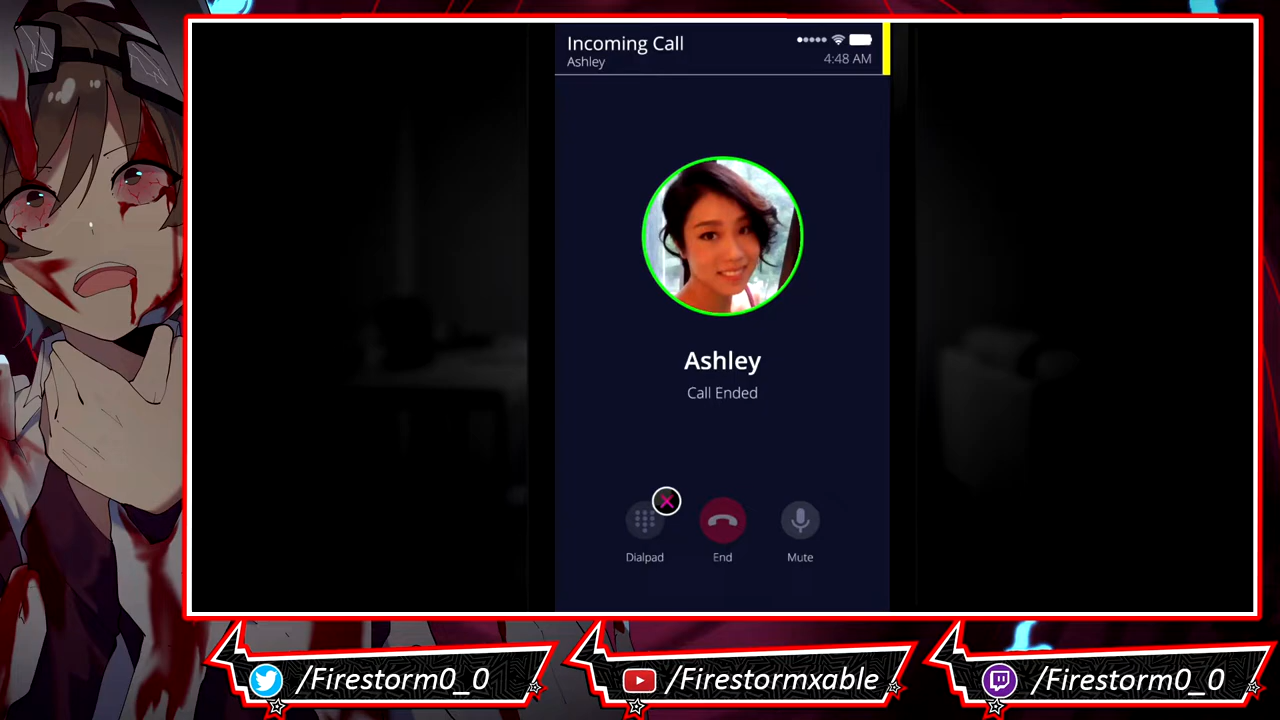 Incoming Call
Ashley
4:48 AM
Ashley
Call Ended
Dialpad
End
Mute
/Firestorm0_0
/Firestormxable
/Firestorm0_0